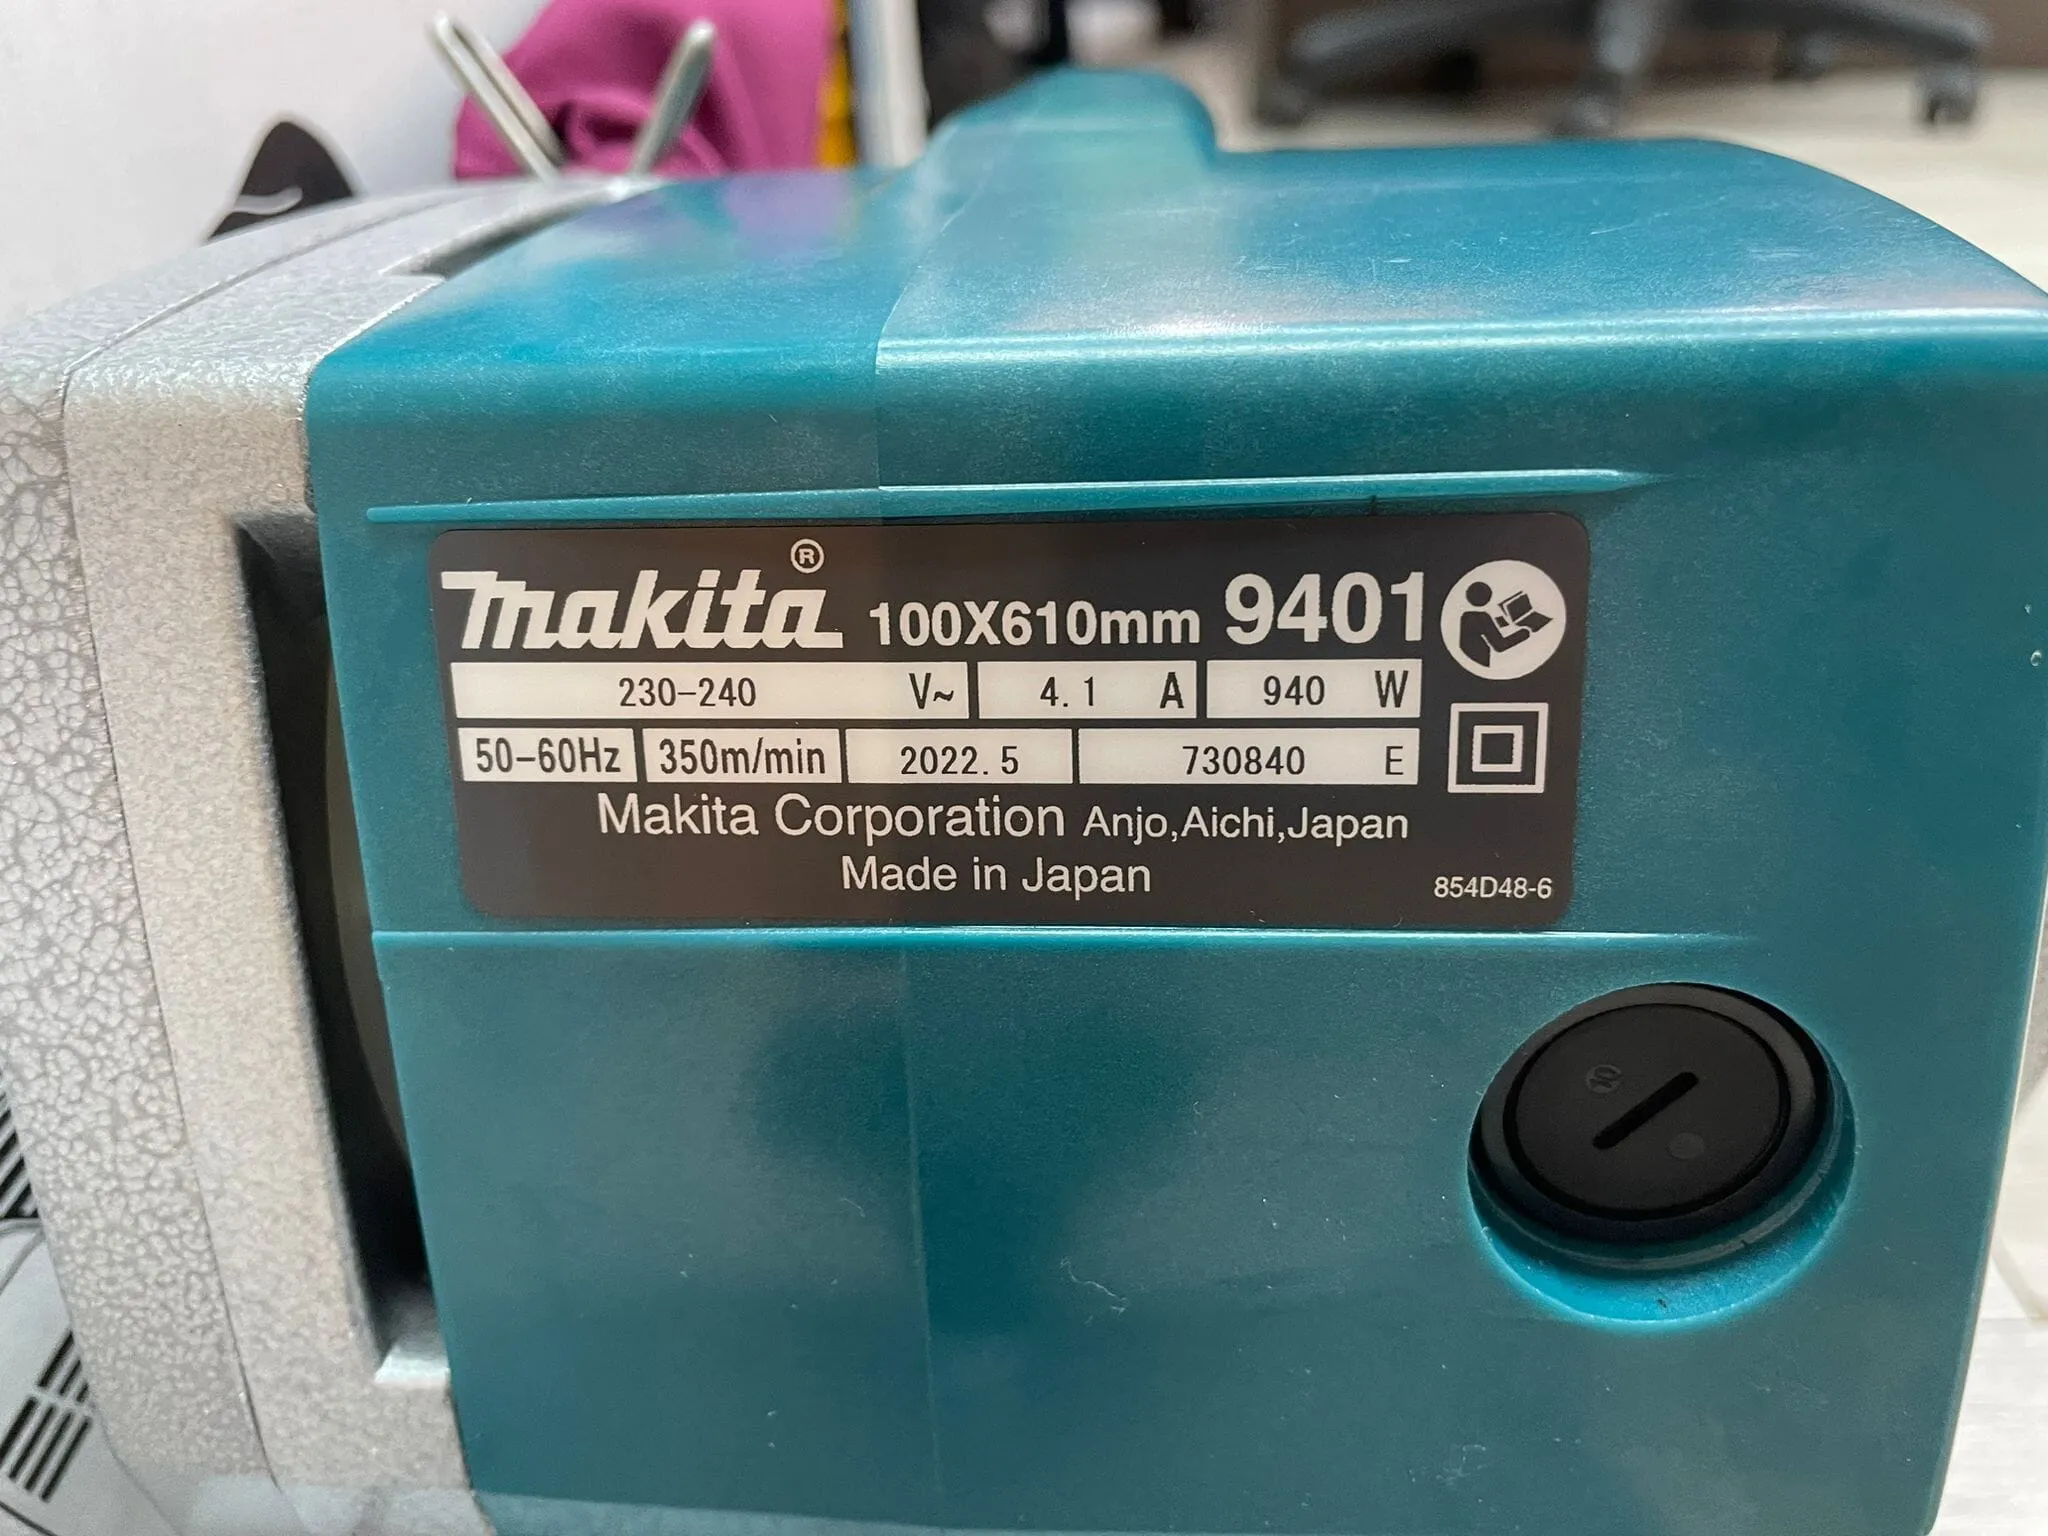 makita® 100X610mm 9401
230-240 V~ 4.1 A 940 W
50-60Hz 350m/min 2022.5 730840 E
Makita Corporation Anjo,Aichi,Japan
Made in Japan
854D48-6